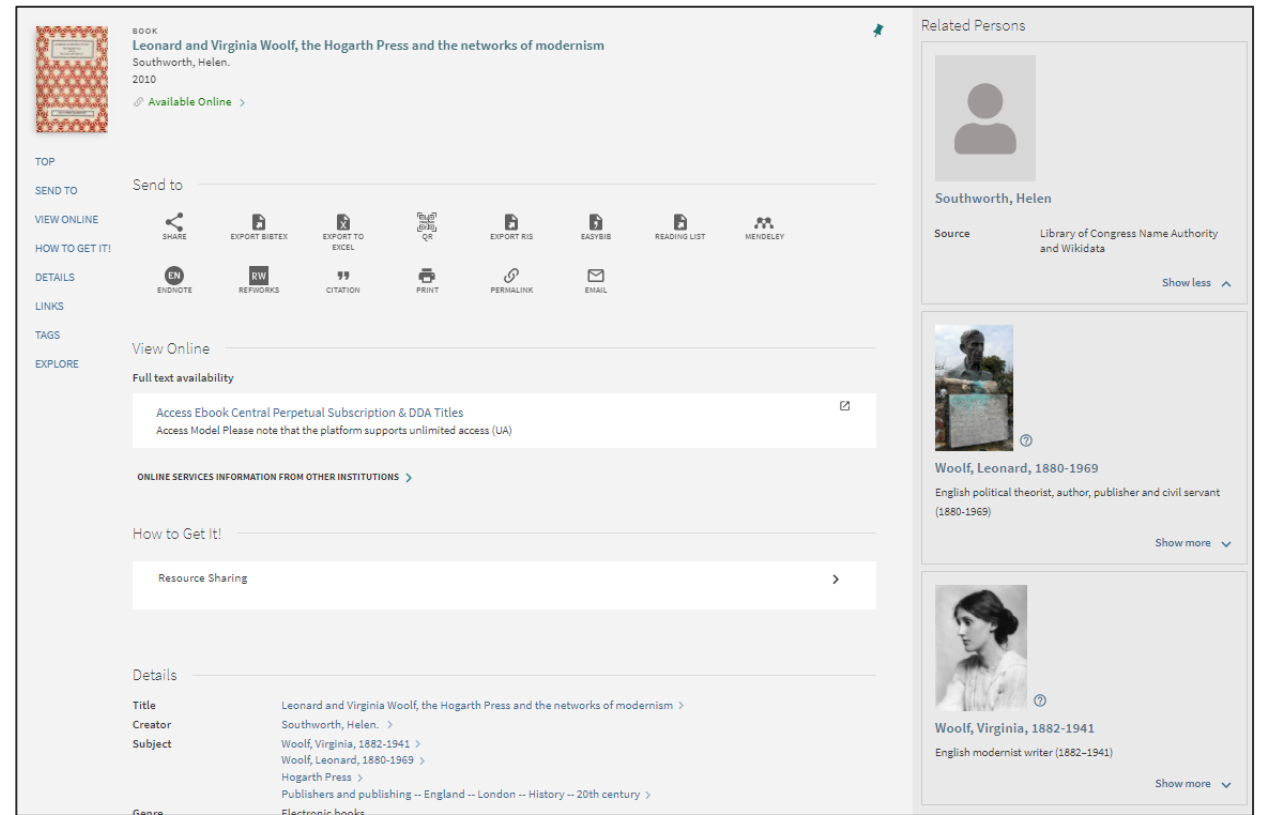 BOOK
Leonard and Virginia Woolf, the Hogarth Press and the networks of modernism
Southworth, Helen.
2010
Available Online
TOP
SEND TO
VIEW ONLINE
HOW TO GET IT!
DETAILS
LINKS
TAGS
EXPLORE
Send to
SHARE
EXPORT BIBTEX
EXPORT TO
EXCEL
QR
EXPORT RIS
EASYBIB
READING LIST
MENDELEY
EN
ENDNOTE
RW
REFWORKS
CITATION
PRINT
PERMALINK
EMAIL
View Online
Full text availability
Access Ebook Central Perpetual Subscription & DDA Titles
Access Model Please note that the platform supports unlimited access (UA)
ONLINE SERVICES INFORMATION FROM OTHER INSTITUTIONS
How to Get It!
Resource Sharing
Details
Title Leonard and Virginia Woolf, the Hogarth Press and the networks of modernism
Creator Southworth, Helen.
Subject Woolf, Virginia, 1882-1941
Woolf, Leonard, 1880-1969
Hogarth Press
Publishers and publishing -- England -- London -- History -- 20th century
Genre Electronic books
Related Persons
Southworth, Helen
Source Library of Congress Name Authority
and Wikidata
Show less
Woolf, Leonard, 1880-1969
English political theorist, author, publisher and civil servant
(1880-1969)
Show more
Woolf, Virginia, 1882-1941
English modernist writer (1882–1941)
Show more